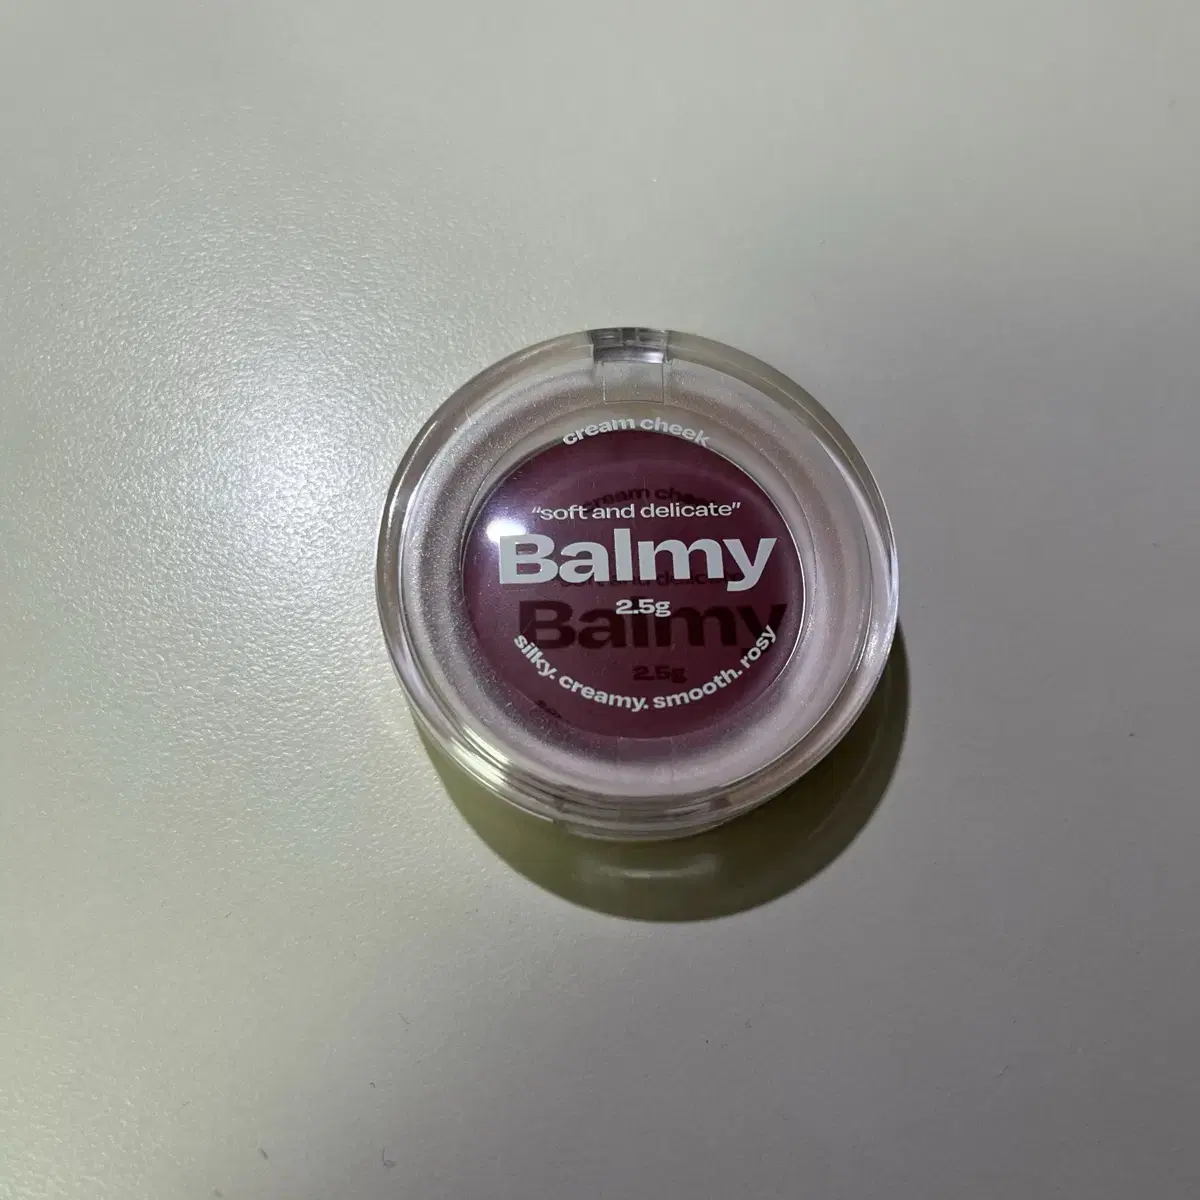 cream cheek
“soft and delicate”
Balmy
2.5g
silky. creamy. smooth. rosy